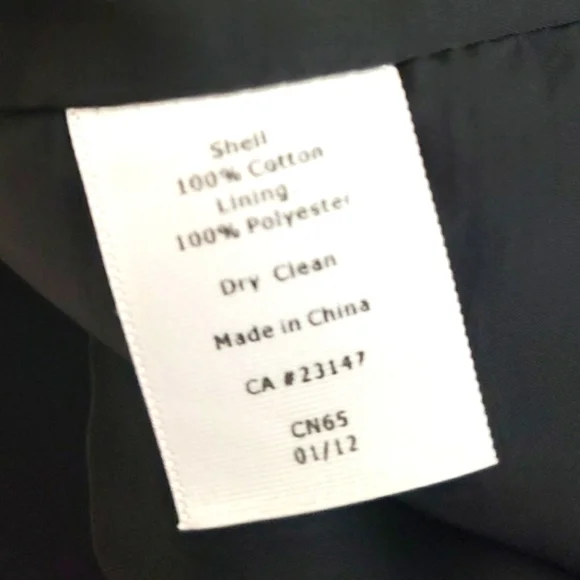 Shell
100% Cotton
Lining
100% Polyester
Dry Clean
Made in China
CA #23147
CN65
01/12